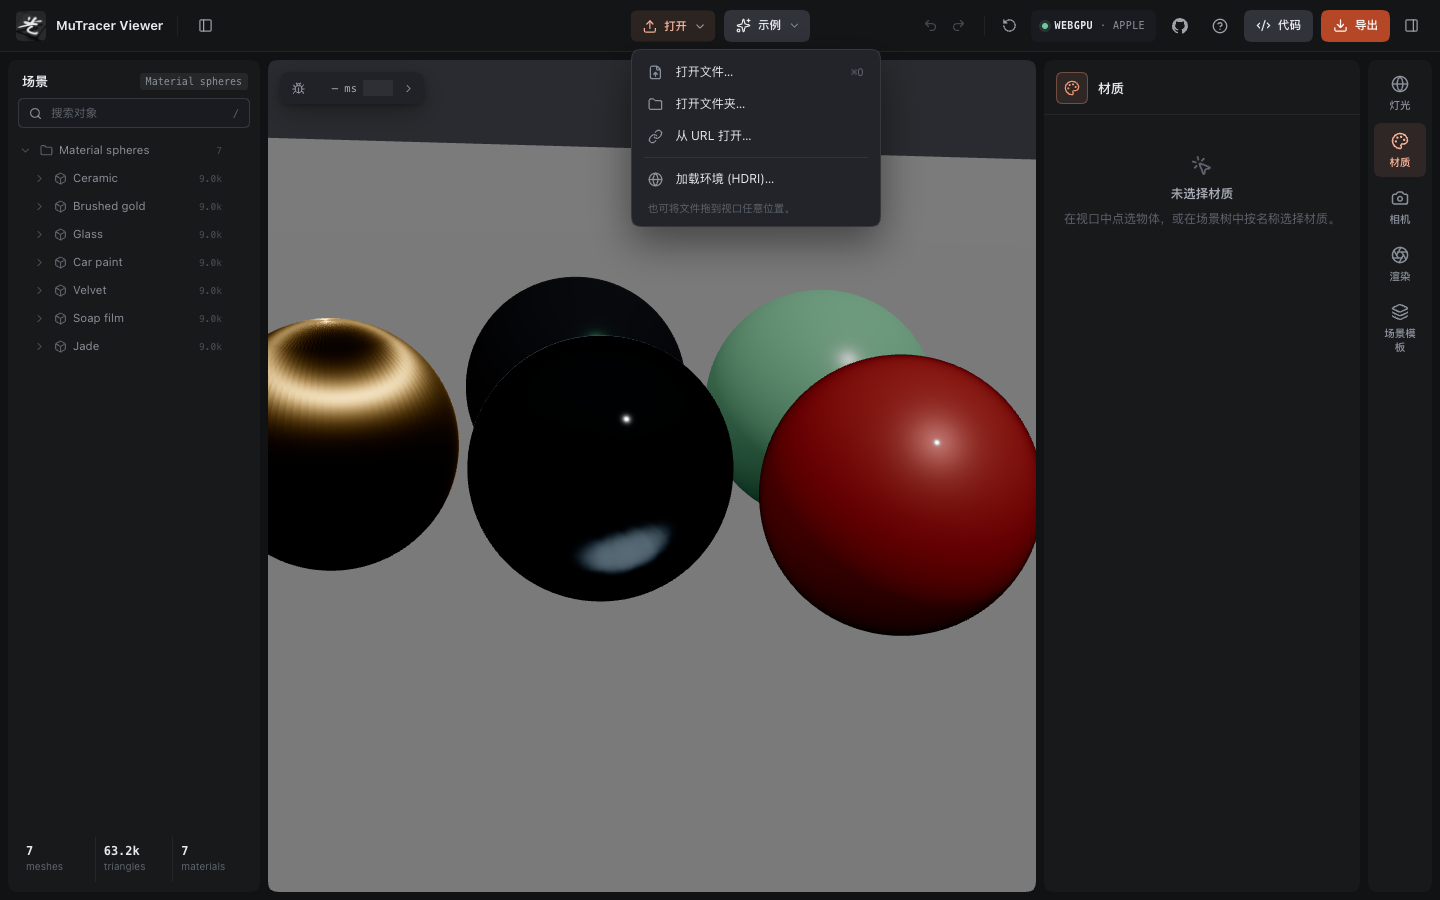 MuTracer Viewer
打开
示例
WEBGPU · APPLE
代码
导出
场景
Material spheres
搜索对象
/
Material spheres 7
Ceramic 9.0k
Brushed gold 9.0k
Glass 9.0k
Car paint 9.0k
Velvet 9.0k
Soap film 9.0k
Jade 9.0k
7
meshes
63.2k
triangles
7
materials
– ms
打开文件... ⌘O
打开文件夹...
从 URL 打开...
加载环境 (HDRI)...
也可将文件拖到视口任意位置。
材质
未选择材质
在视口中点选物体，或在场景树中按名称选择材质。
灯光
材质
相机
渲染
场景模
板